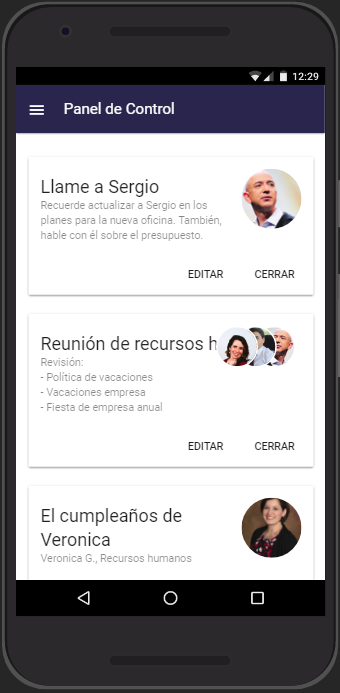 12:29
Panel de Control
Llame a Sergio
Recuerde actualizar a Sergio en los
planes para la nueva oficina. También,
hable con él sobre el presupuesto.
EDITAR CERRAR
Reunión de recursos h
Revisión:
- Política de vacaciones
- Vacaciones empresa
- Fiesta de empresa anual
EDITAR CERRAR
El cumpleaños de
Veronica
Veronica G., Recursos humanos